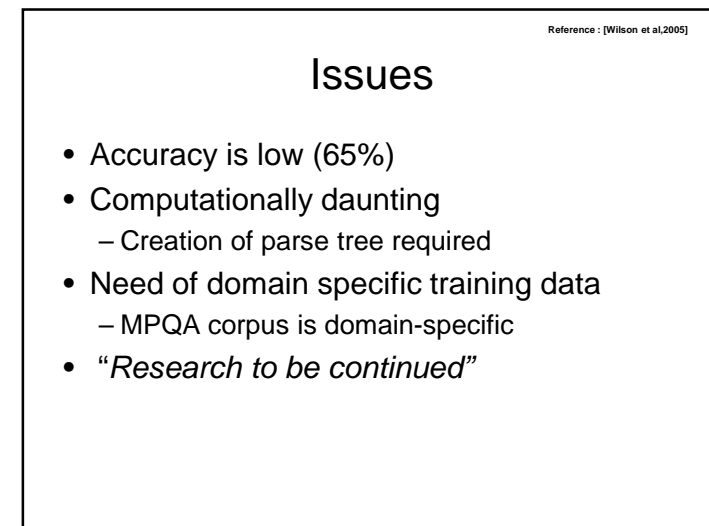 Reference : [Wilson et al,2005]
Issues
• Accuracy is low (65%)
• Computationally daunting
– Creation of parse tree required
• Need of domain specific training data
– MPQA corpus is domain-specific
• “Research to be continued”